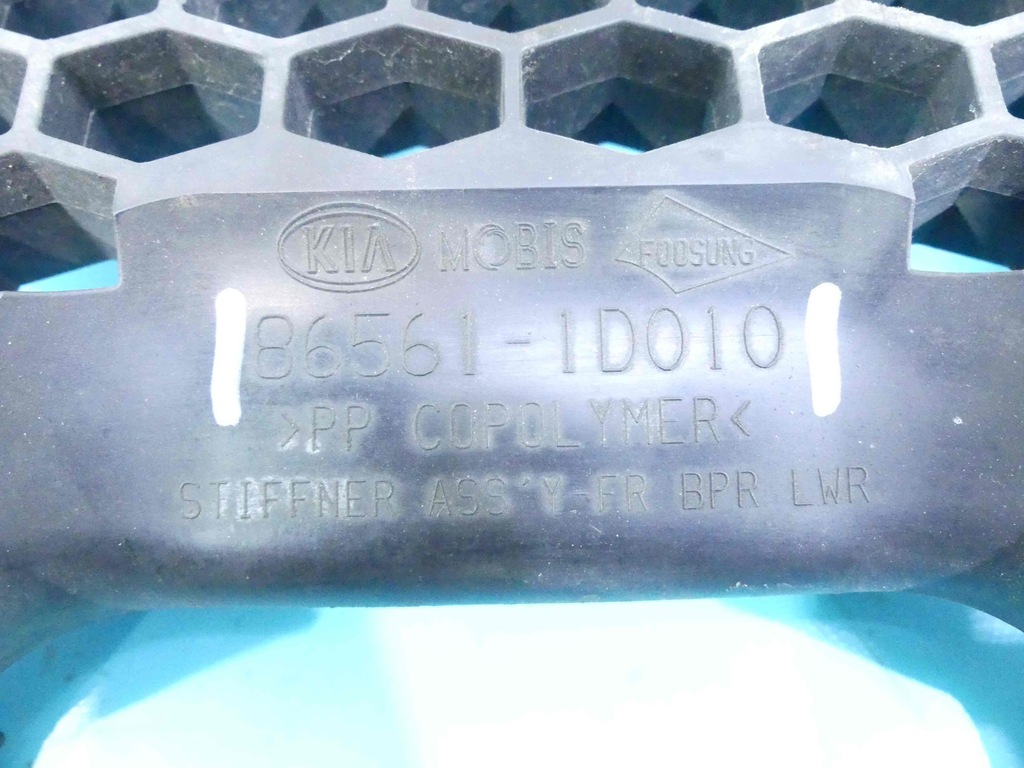 KIA MOBIS FOOSUNG
86561-1D010
>PP COPOLYMER<
STIFFNER ASS'Y-FR BPR LWR